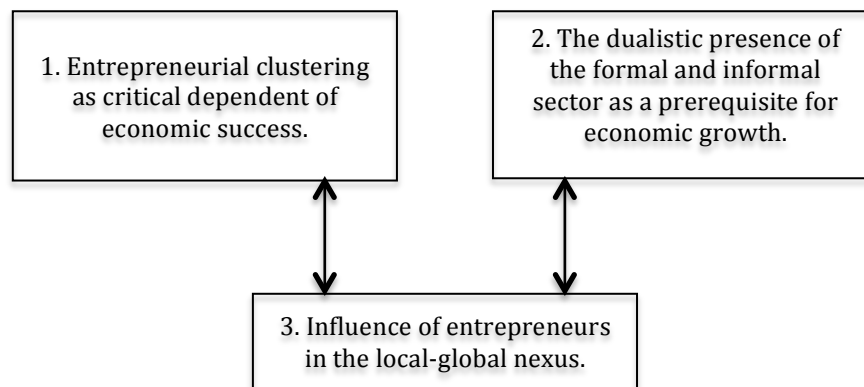 1. Entrepreneurial clustering
as critical dependent of
economic success.
2. The dualistic presence of
the formal and informal
sector as a prerequisite for
economic growth.
3. Influence of entrepreneurs
in the local-global nexus.